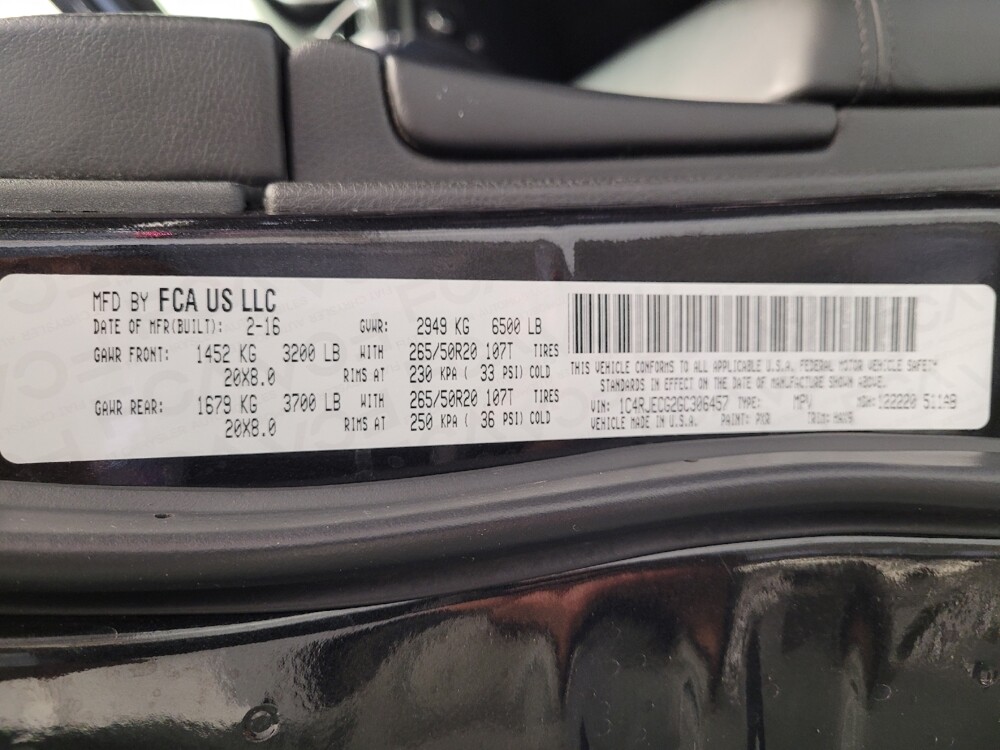 MFD BY FCA US LLC
DATE OF MFR(BUILT): 2-16 GVWR: 2949 KG 6500 LB
GAWR FRONT: 1452 KG 3200 LB WITH 265/50R20 107T TIRES
20X8.0 RIMS AT 230 KPA ( 33 PSI) COLD
GAWR REAR: 1679 KG 3700 LB WITH 265/50R20 107T TIRES
20X8.0 RIMS AT 250 KPA ( 36 PSI) COLD
THIS VEHICLE CONFORMS TO ALL APPLICABLE U.S.A. FEDERAL MOTOR VEHICLE SAFETY
STANDARDS IN EFFECT ON THE DATE OF MANUFACTURE SHOWN ABOVE.
VIN: 1C4RJECG2GC306457 TYPE: MPV MDH: 122220 511AB
VEHICLE MADE IN U.S.A. PAINT: PXR TRIM: